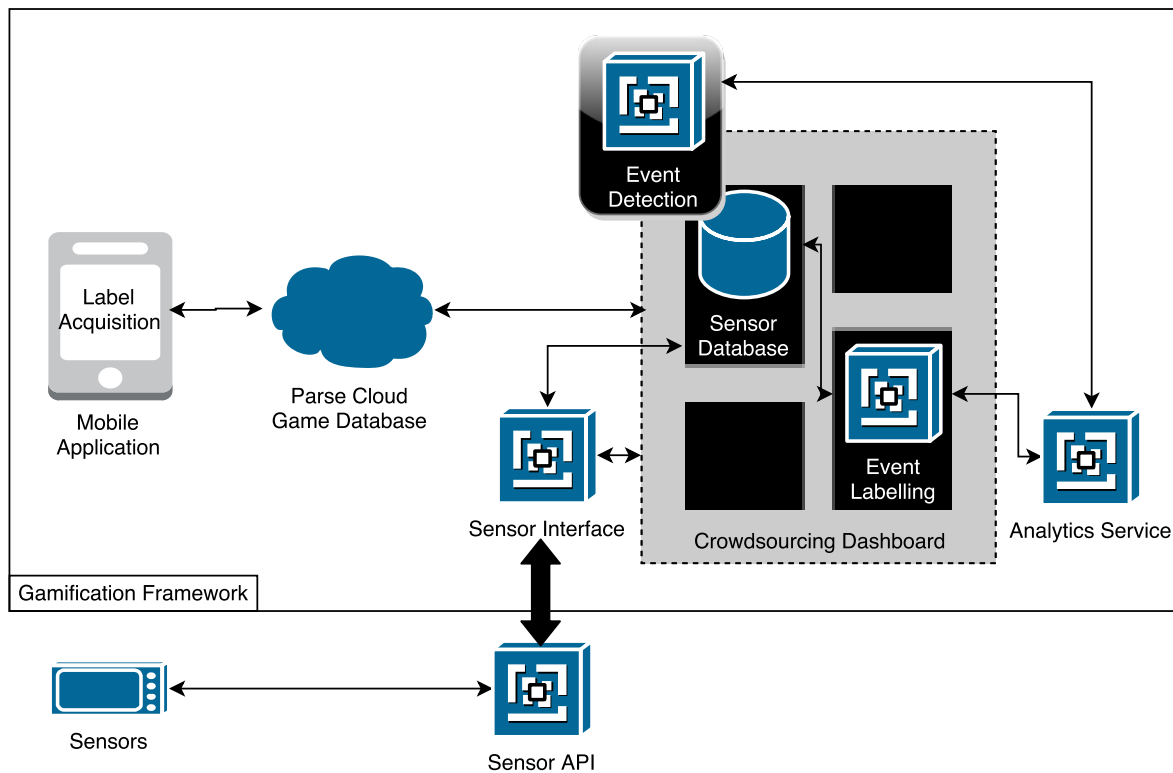 Event
Detection
Label
Acquisition
Mobile
Application
Parse Cloud
Game Database
Sensor
Database
Event
Labelling
Sensor Interface
Crowdsourcing Dashboard
Analytics Service
Gamification Framework
Sensors
Sensor API